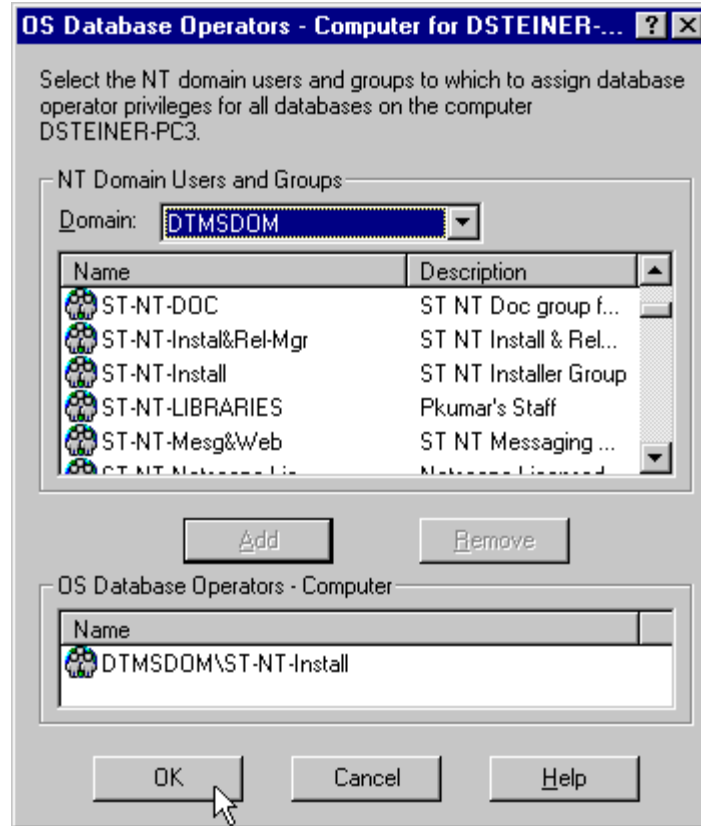 OS Database Operators - Computer for DSTEINER-...
Select the NT domain users and groups to which to assign database
operator privileges for all databases on the computer
DSTEINER-PC3.
NT Domain Users and Groups
Domain: DTMSDOM
Name Description
ST-NT-DOC ST NT Doc group f...
ST-NT-Instal&Rel-Mgr ST NT Install & Rel...
ST-NT-Install ST NT Installer Group
ST-NT-LIBRARIES Pkumar's Staff
ST-NT-Mesg&Web ST NT Messaging ...
Add Remove
OS Database Operators - Computer
Name
DTMSDOM\ST-NT-Install
OK Cancel Help